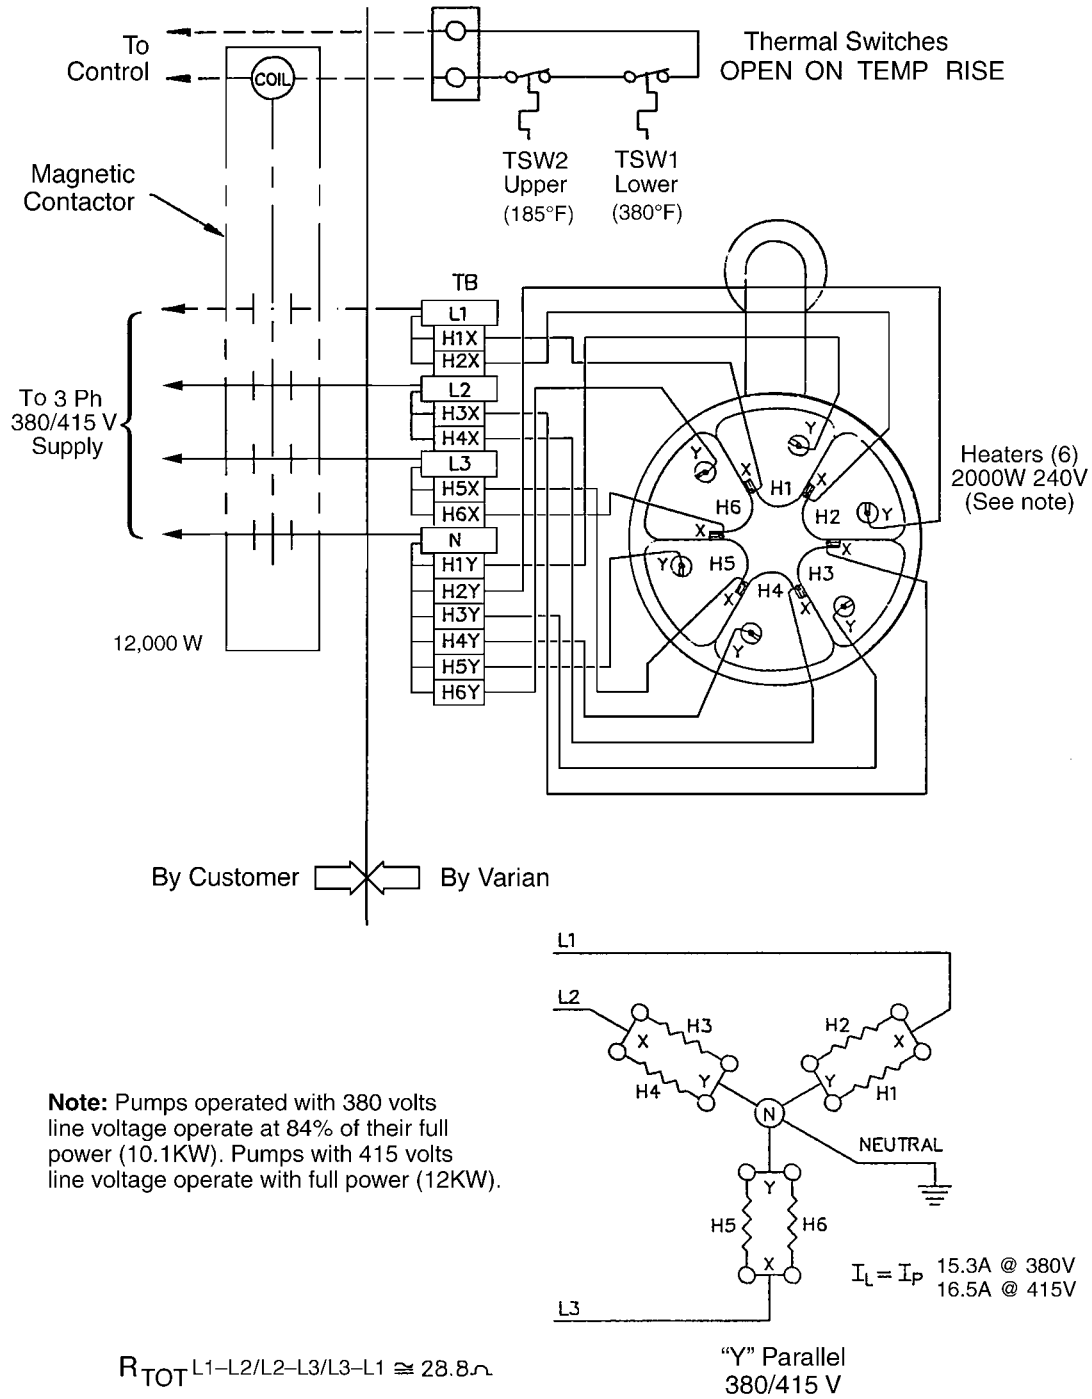 To
Control
COIL
Thermal Switches
OPEN ON TEMP RISE
TSW2
Upper
(185°F)
TSW1
Lower
(380°F)
Magnetic
Contactor
TB
L1
H1X
H2X
L2
H3X
H4X
L3
H5X
H6X
N
H1Y
H2Y
H3Y
H4Y
H5Y
H6Y
To 3 Ph
380/415 V
Supply
12,000 W
Y
X
H1
X
H2
Y
X
H3
Y
X
H4
Y
X
H5
Y
X
H6
Y
Heaters (6)
2000W 240V
(See note)
By Customer
By Varian
L1
L2
H3
X
H4
Y
H2
X
Y
H1
N
NEUTRAL
Y
H5
H6
X
L3
Note: Pumps operated with 380 volts
line voltage operate at 84% of their full
power (10.1KW). Pumps with 415 volts
line voltage operate with full power (12KW).
IL = IP 15.3A @ 380V
16.5A @ 415V
RTOT L1–L2/L2–L3/L3–L1 ≅ 28.8Ω
"Y" Parallel
380/415 V